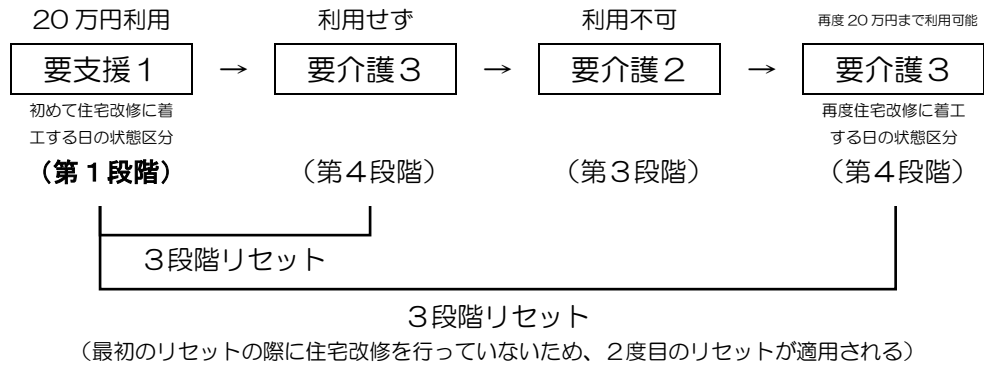 20万円利用 利用せず 利用不可 再度20万円まで利用可能
要支援1 → 要介護3 → 要介護2 → 要介護3
初めて住宅改修に着 再度住宅改修に着工
工する日の状態区分 する日の状態区分
（第1段階） （第4段階） （第3段階） （第4段階）
3段階リセット
3段階リセット
（最初のリセットの際に住宅改修を行っていないため、2度目のリセットが適用される）